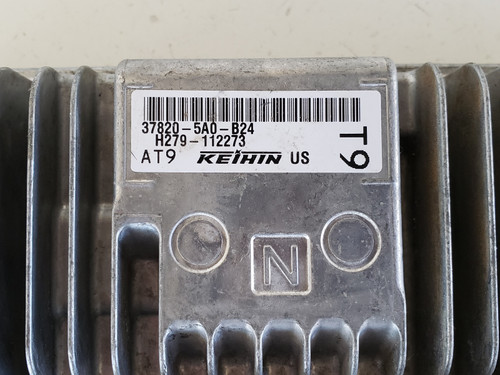 37820-5A0-B24
H279-112273
AT9 KEIHIN US
T9
N